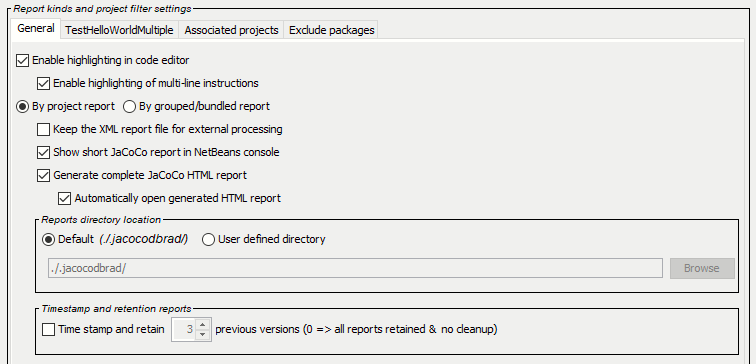 Report kinds and project filter settings
General TestHelloWorldMultiple Associated projects Exclude packages
Enable highlighting in code editor
Enable highlighting of multi-line instructions
By project report By grouped/bundled report
Keep the XML report file for external processing
Show short JaCoCo report in NetBeans console
Generate complete JaCoCo HTML report
Automatically open generated HTML report
Reports directory location
Default (./.jacocodbrad/) User defined directory
./.jacocodbrad/ Browse
Timestamp and retention reports
Time stamp and retain 3 previous versions (0 => all reports retained & no cleanup)